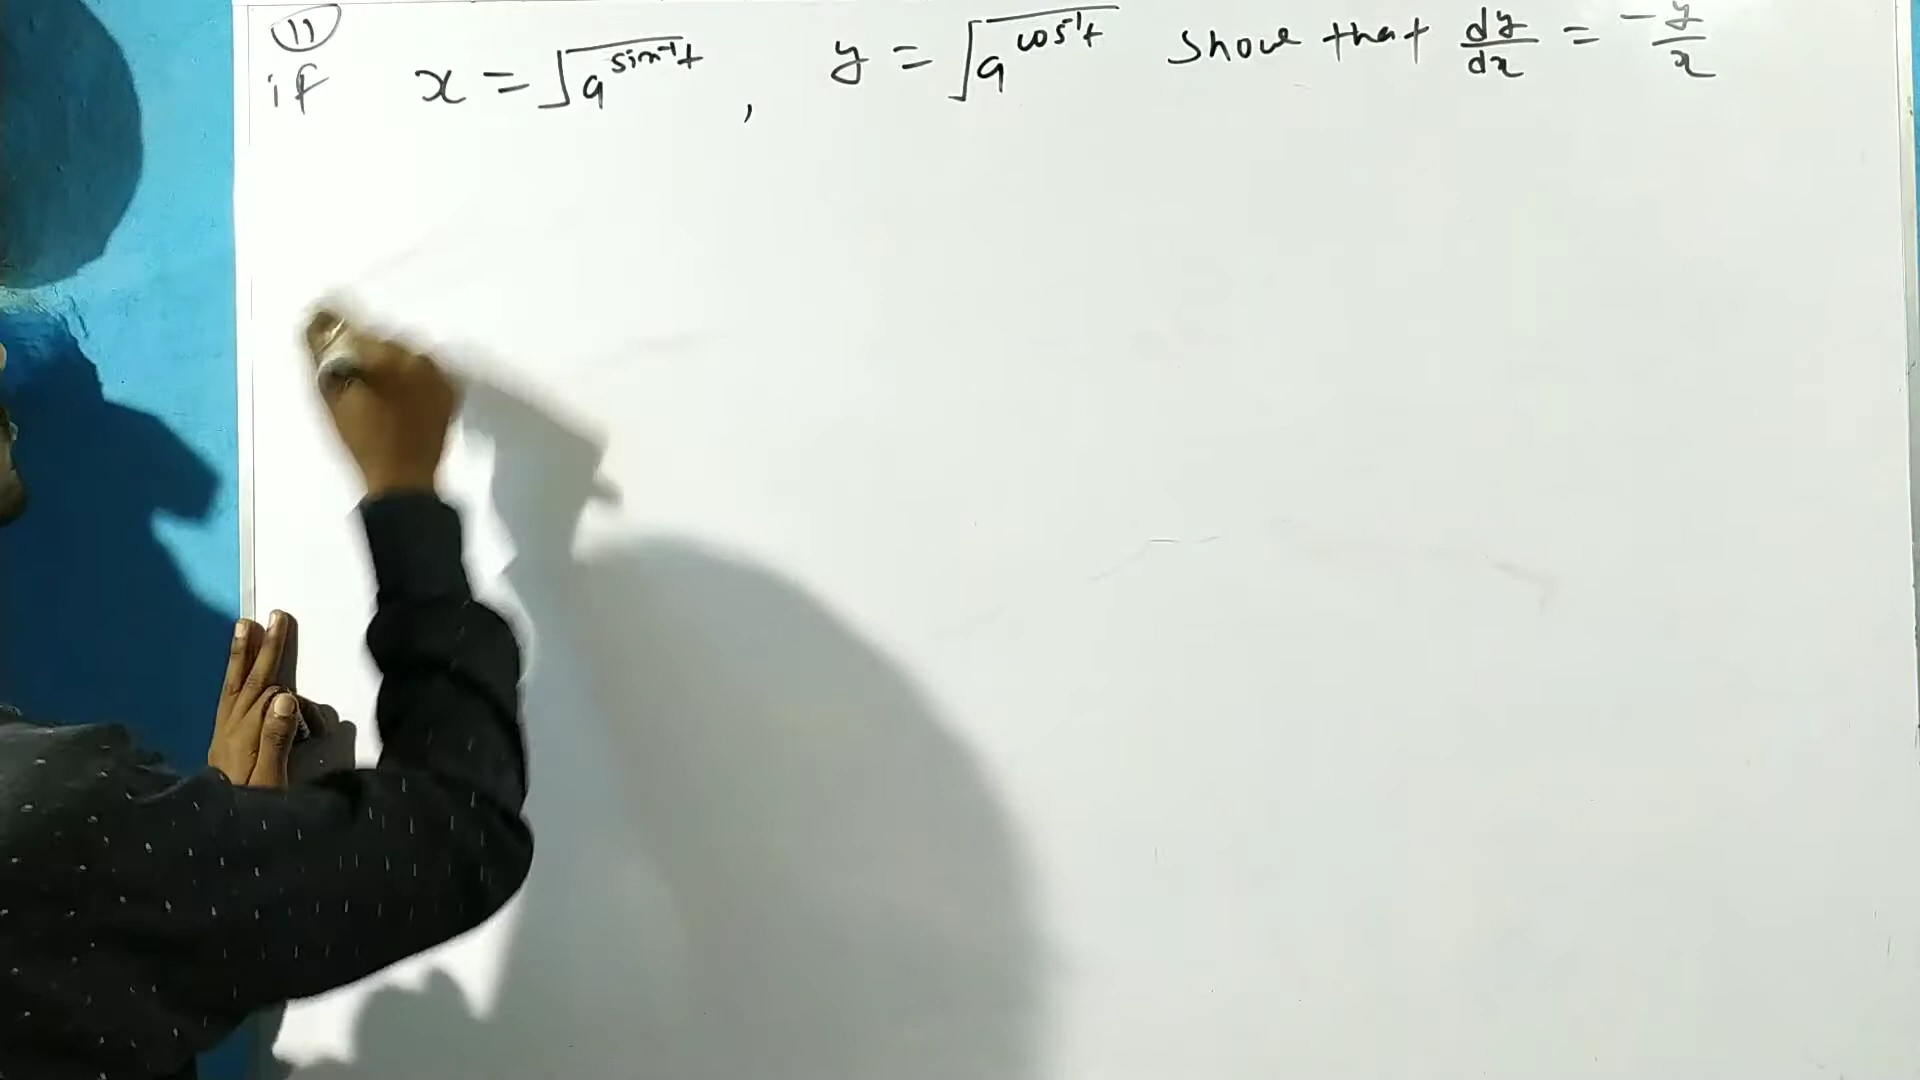 11
if x = √a^sin⁻¹t , y = √a^cos⁻¹t show that dy/dx = -y/x